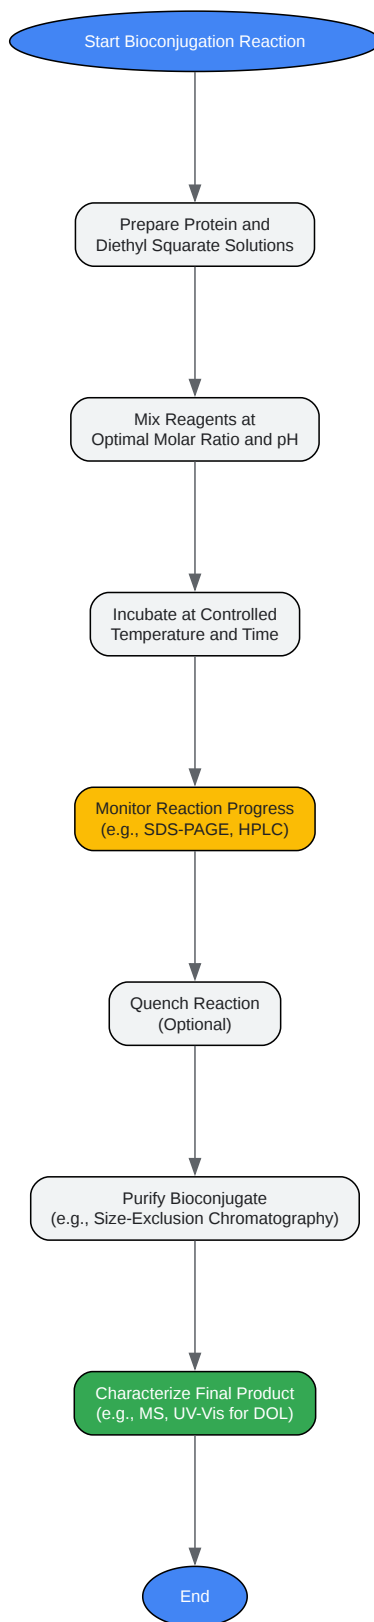 Start Bioconjugation Reaction
Prepare Protein and
Diethyl Squarate Solutions
Mix Reagents at
Optimal Molar Ratio and pH
Incubate at Controlled
Temperature and Time
Monitor Reaction Progress
(e.g., SDS-PAGE, HPLC)
Quench Reaction
(Optional)
Purify Bioconjugate
(e.g., Size-Exclusion Chromatography)
Characterize Final Product
(e.g., MS, UV-Vis for DOL)
End